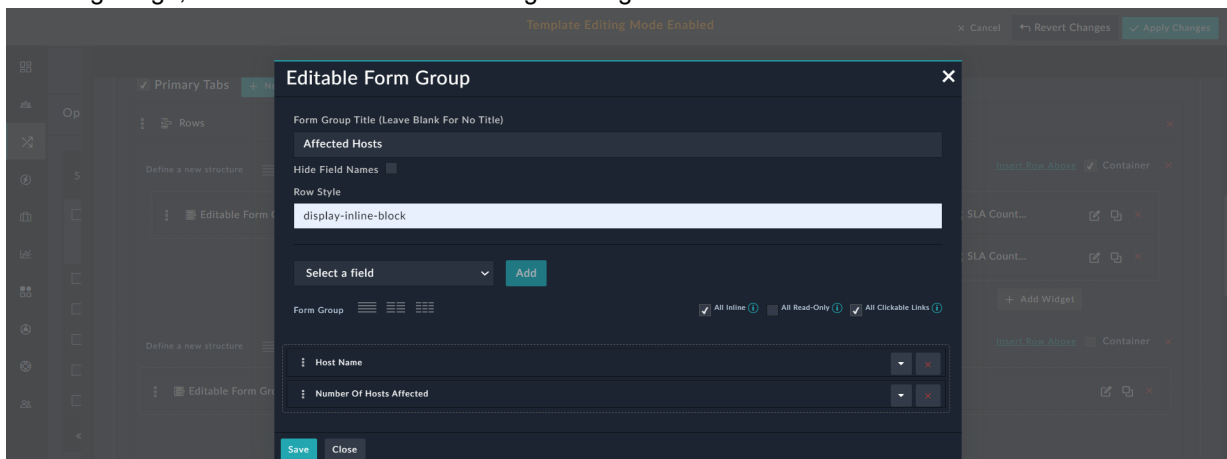 Template Editing Mode Enabled
× Cancel
Revert Changes
Apply Changes
Primary Tabs
Op
Rows
Define a new structure
Insert Row Above
Container
S
Editable Form
SLA Count...
SLA Count...
+ Add Widget
Define a new structure
Insert Row Above
Container
Editable Form
Editable Form Group
Form Group Title (Leave Blank For No Title)
Affected Hosts
Hide Field Names
Row Style
display-inline-block
Select a field
Add
Form Group
All Inline
All Read-Only
All Clickable Links
Host Name
Number Of Hosts Affected
Save
Close